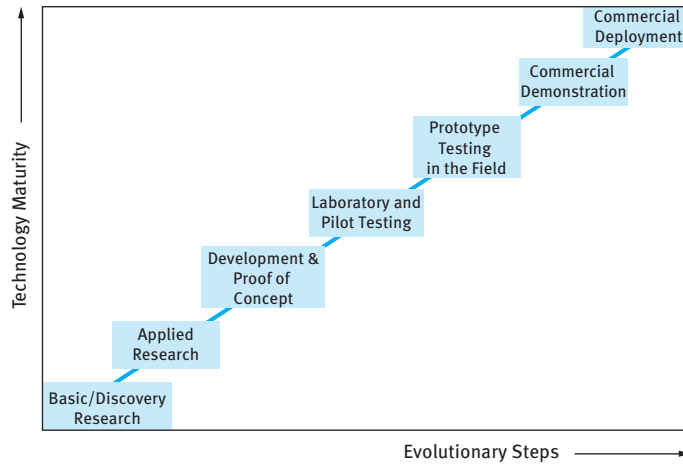 Commercial
Deployment
Commercial
Demonstration
Prototype
Testing
in the Field
Laboratory and
Pilot Testing
Development &
Proof of
Concept
Applied
Research
Basic/Discovery
Research
Technology Maturity
Evolutionary Steps